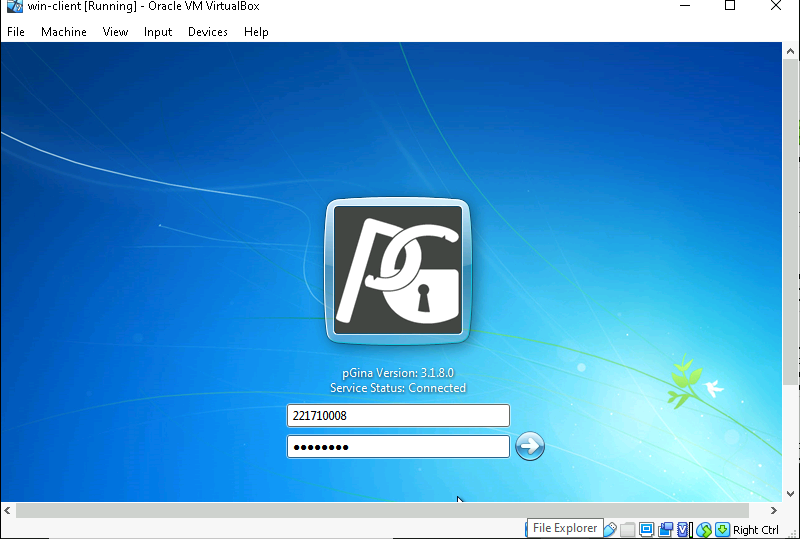 win-client [Running] - Oracle VM VirtualBox
File Machine View Input Devices Help
PG
pGina Version: 3.1.8.0
Service Status: Connected
221710008
File Explorer
Right Ctrl